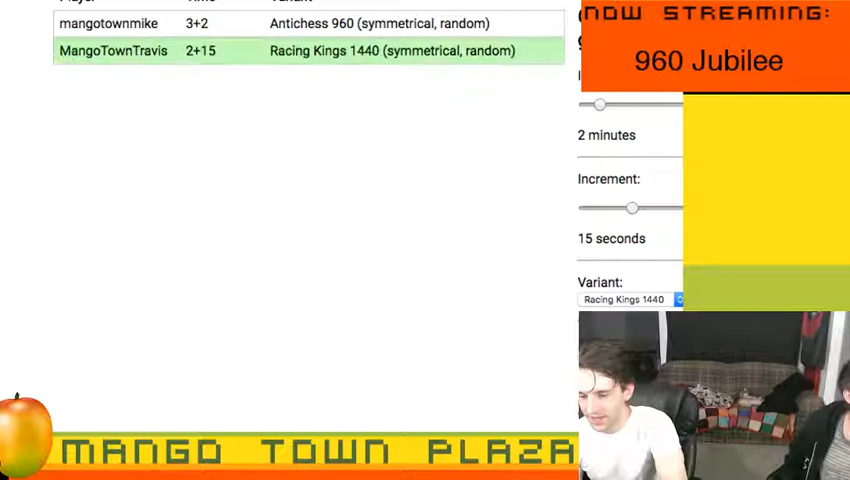 NOW STREAMING:
960 Jubilee
mangotownmike 3+2 Antichess 960 (symmetrical, random)
MangoTownTravis 2+15 Racing Kings 1440 (symmetrical, random)
2 minutes
Increment:
15 seconds
Variant:
Racing Kings 1440
MANGO TOWN PLAZA